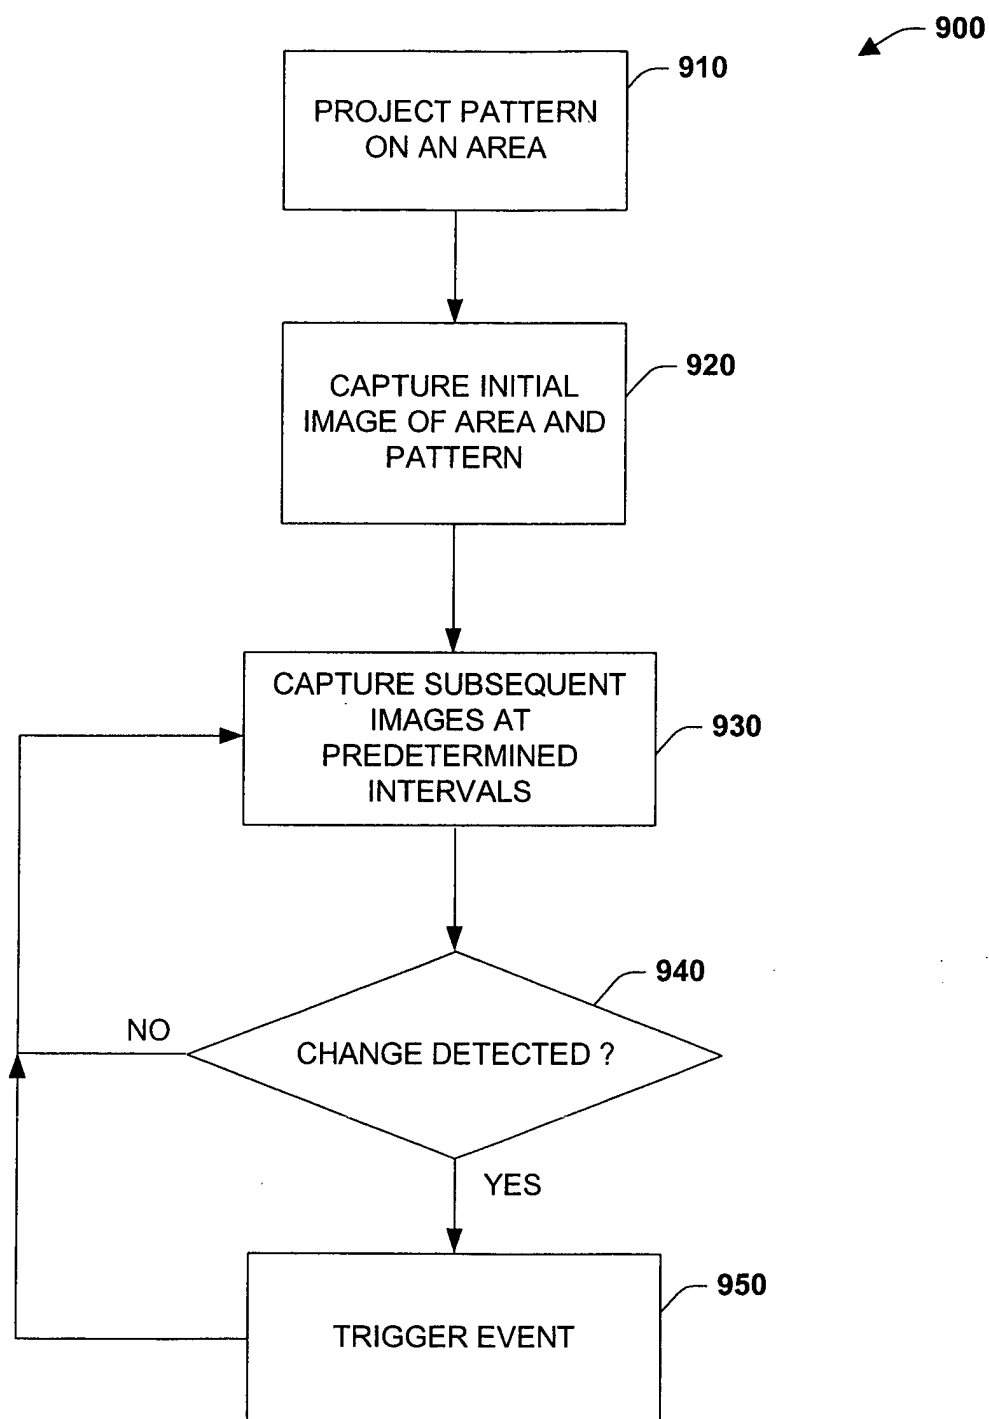 900
910
PROJECT PATTERN
ON AN AREA
920
CAPTURE INITIAL
IMAGE OF AREA AND
PATTERN
CAPTURE SUBSEQUENT
IMAGES AT
PREDETERMINED
INTERVALS
930
940
NO
CHANGE DETECTED ?
YES
950
TRIGGER EVENT